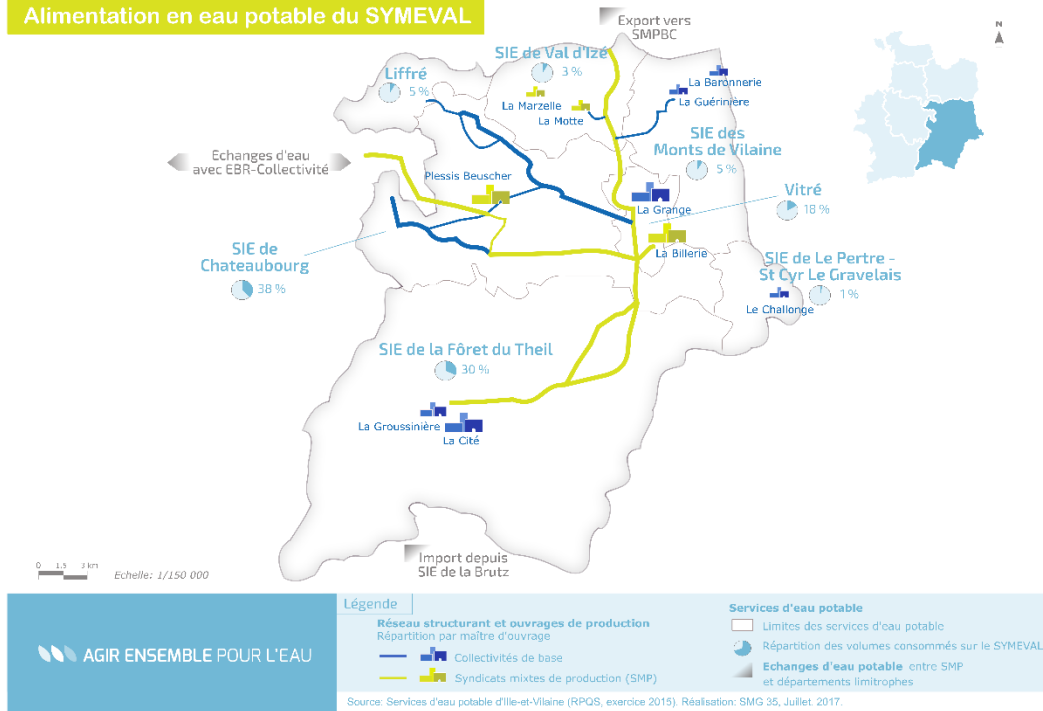 Alimentation en eau potable du SYMEVAL
Export vers
SMPBC
N
SIE de Val d'Izé
3 %
Liffré
5 %
La Baronnerie
La Guérinière
La Marzelle
La Motte
SIE des
Monts de Vilaine
5 %
Echanges d'eau
avec EBR-Collectivité
Plessis Beuscher
Vitré
18 %
La Grange
SIE de
Chateaubourg
38 %
La Billerie
SIE de Le Pertre -
St Cyr Le Gravelais
1 %
Le Challonge
SIE de la Fôret du Theil
30 %
La Groussinière
La Cité
Import depuis
SIE de la Brutz
0 1,5 3 km
Echelle: 1/150 000
AGIR ENSEMBLE POUR L'EAU
Légende
Réseau structurant et ouvrages de production
Répartition par maître d'ouvrage
Collectivités de base
Syndicats mixtes de production (SMP)
Services d'eau potable
Limites des services d'eau potable
Répartition des volumes consommés sur le SYMEVAL
Echanges d'eau potable entre SMP
et départements limitrophes
Source: Services d'eau potable d'Ille-et-Vilaine (RPQS, exercice 2015). Réalisation: SMG 35, Juillet. 2017.